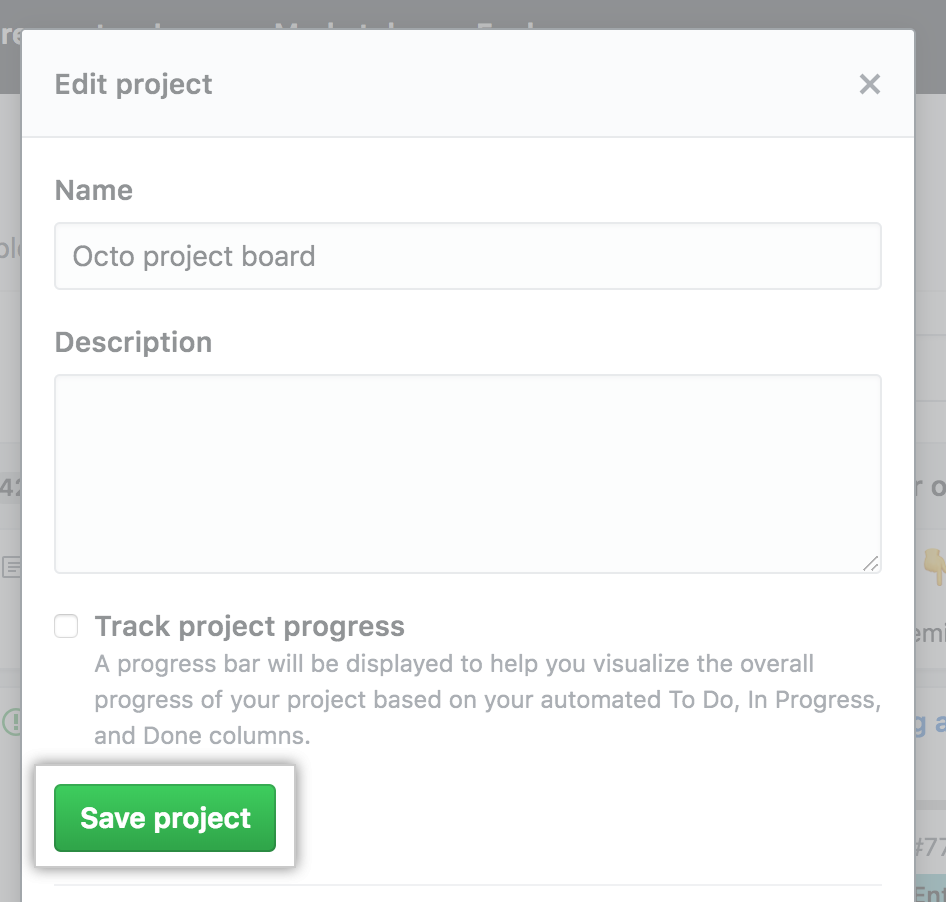 Edit project
Name
Octo project board
Description
Track project progress
A progress bar will be displayed to help you visualize the overall
progress of your project based on your automated To Do, In Progress,
and Done columns.
Save project